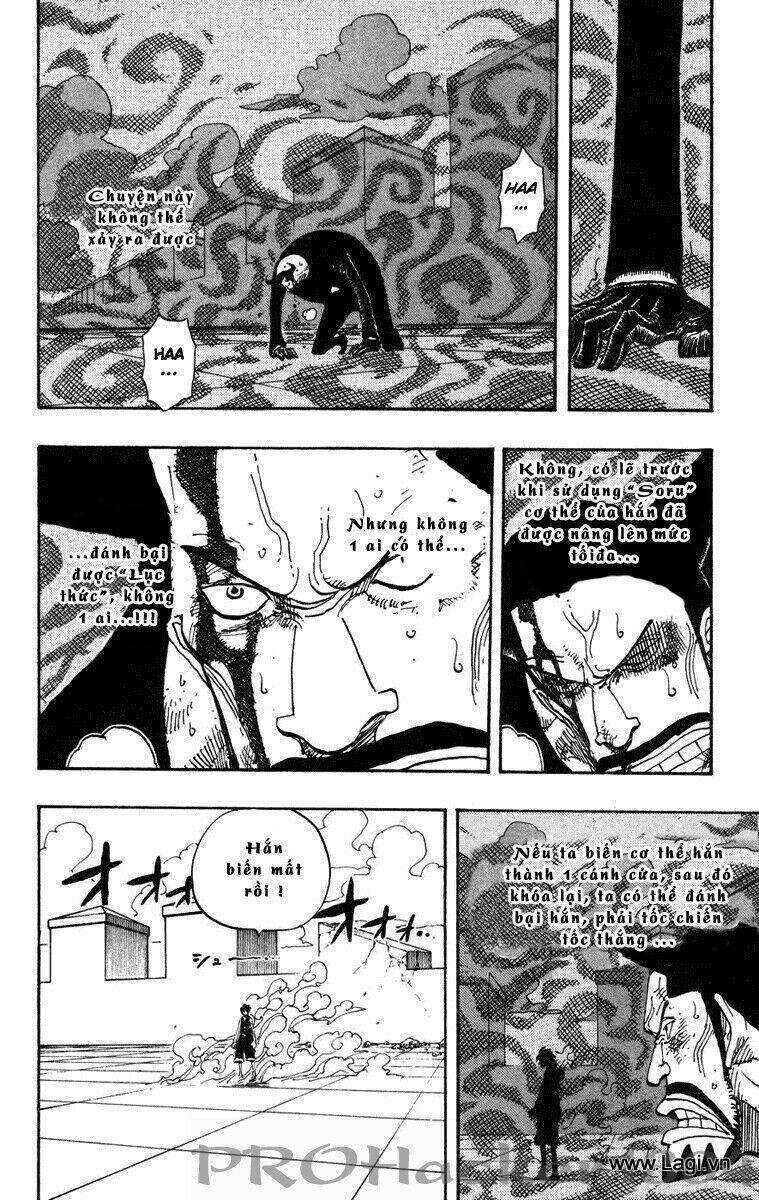 HAA
...
Chuyện này
không thể
xảy ra được
HAA
...
Không, có lẽ trước
khi sử dụng "Soru"
cơ thể của hắn đã
được nâng lên mức
tốiđa...
Nhưng không
1 ai có thể...
...đánh bại
được "Lục
thức", không
1 ai...!!!
Nếu ta biến cơ thể hắn
thành 1 cánh cửa, sau đó
khóa lại, ta có thể đánh
bại hắn, phải tốc chiến
tốc thắng ...
Hắn
biến mất
rồi !
オオ
オオオ
シュー...
www.Lagi.vn